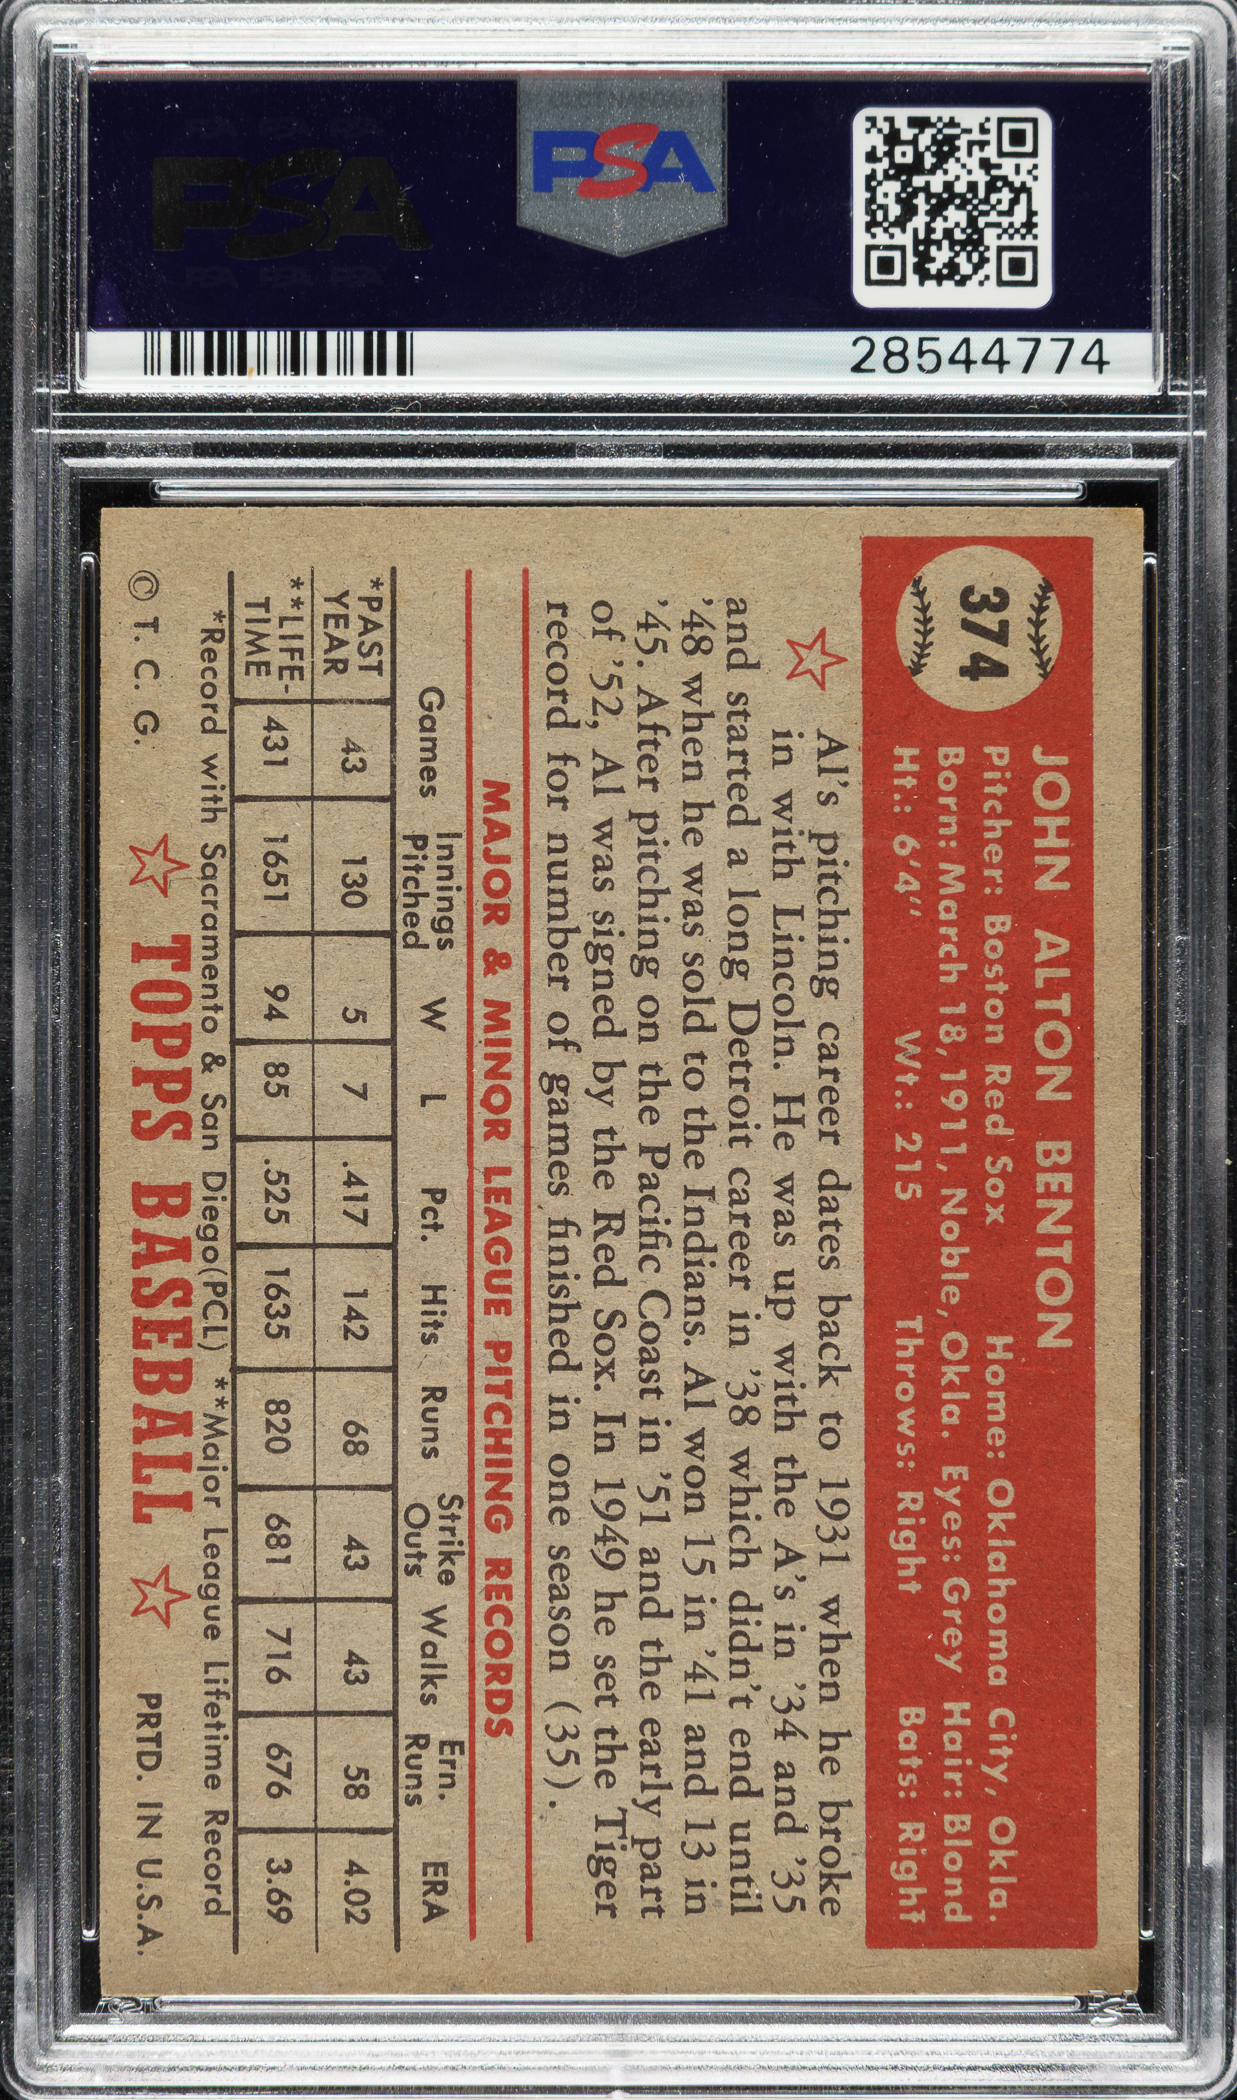 PSA
PSA
28544774
374
JOHN ALTON BENTON
Pitcher: Boston Red Sox Home: Oklahoma City, Okla.
Born: March 18, 1911, Noble, Okla. Eyes: Grey Hair: Blond
Ht.: 6'4" Wt.: 215 Throws: Right Bats: Right
Al's pitching career dates back to 1931 when he broke
in with Lincoln. He was up with the A's in '34 and '35
and started a long Detroit career in '38 which didn't end until
'48 when he was sold to the Indians. Al won 15 in '41 and 13 in
'45. After pitching on the Pacific Coast in '51 and the early part
of '52, Al was signed by the Red Sox. In 1949 he set the Tiger
record for number of games finished in one season (35).
MAJOR & MINOR LEAGUE PITCHING RECORDS
Games Innings Pitched W L Pct. Hits Runs Strike Outs Walks Ern. Runs ERA
*PAST YEAR 43 130 5 7 .417 142 68 43 43 58 4.02
**LIFE-TIME 431 1651 94 85 .525 1635 820 681 716 676 3.69
*Record with Sacramento & San Diego (PCL) **Major League Lifetime Record
© T. C. G. TOPPS BASEBALL PRTD. IN U.S.A.